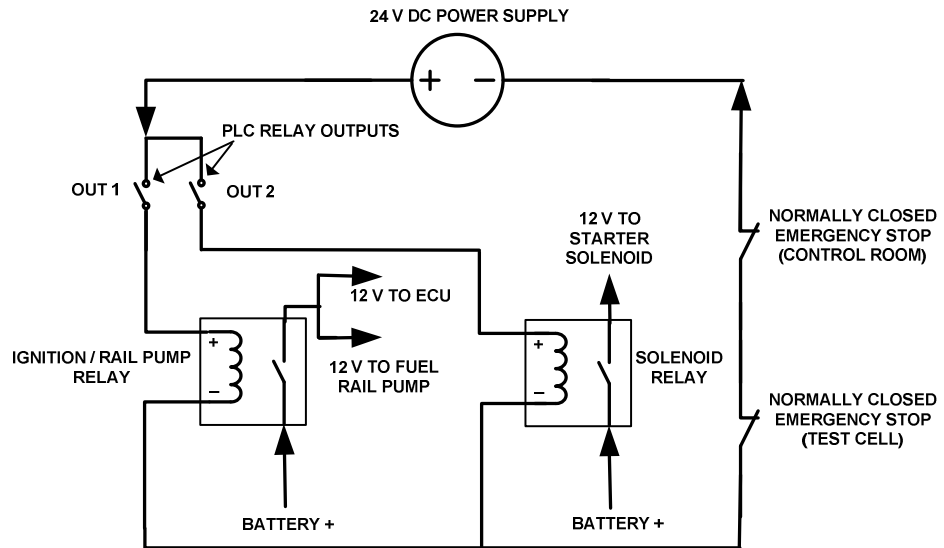 24 V DC POWER SUPPLY
+ −
PLC RELAY OUTPUTS
OUT 1
OUT 2
12 V TO
STARTER
SOLENOID
NORMALLY CLOSED
EMERGENCY STOP
(CONTROL ROOM)
12 V TO ECU
IGNITION / RAIL PUMP
RELAY
+
−
12 V TO FUEL
RAIL PUMP
+
−
SOLENOID
RELAY
NORMALLY CLOSED
EMERGENCY STOP
(TEST CELL)
BATTERY +
BATTERY +